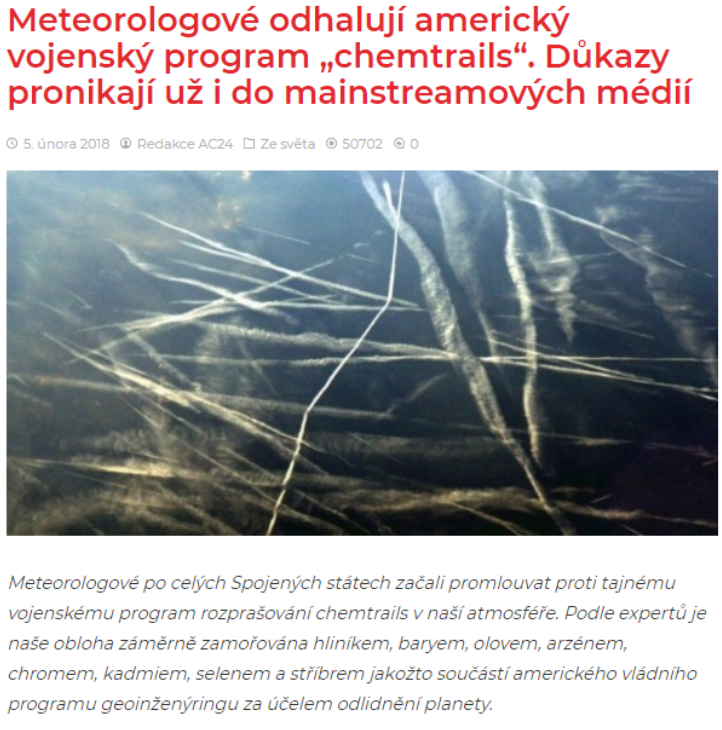 Meteorologové odhalují americký
vojenský program „chemtrails“. Důkazy
pronikají už i do mainstreamových médií
5. února 2018 Redakce AC24 Ze světa 50702 0
Meteorologové po celých Spojených státech začali promlouvat proti tajnému
vojenskému program rozprašování chemtrails v naší atmosféře. Podle expertů je
naše obloha záměrně zamořována hliníkem, baryem, olovem, arzénem,
chromem, kadmiem, selenem a stříbrem jakožto součástí amerického vládního
programu geoinženýringu za účelem odlidnění planety.